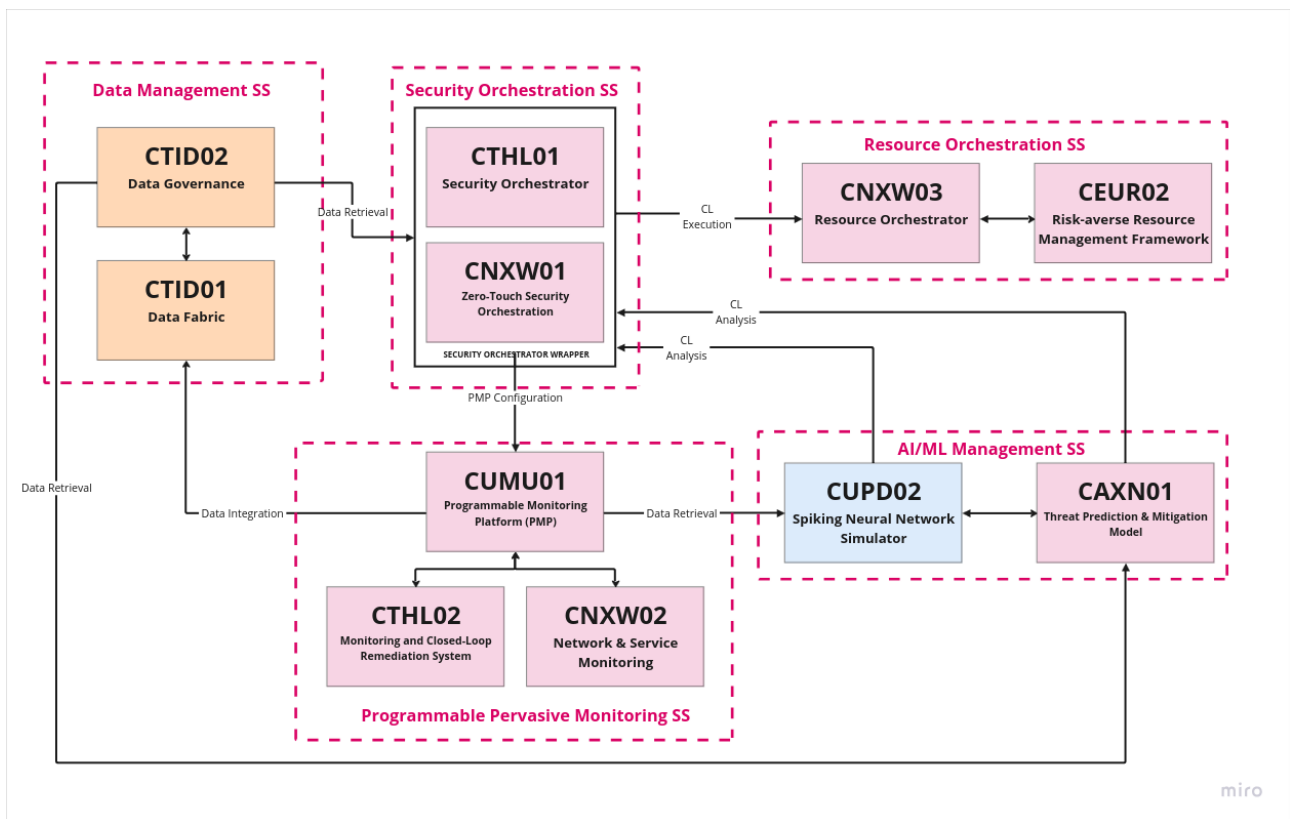 Data Management SS
CTID02
Data Governance
CTID01
Data Fabric
Data Retrieval
Security Orchestration SS
CTHL01
Security Orchestrator
CNXW01
Zero-Touch Security
Orchestration
SECURITY ORCHESTRATOR WRAPPER
CL
Execution
Resource Orchestration SS
CNXW03
Resource Orchestrator
CEUR02
Risk-averse Resource
Management Framework
CL
Analysis
CL
Analysis
PMP Configuration
Data Retrieval
Data Integration
CUMU01
Programmable Monitoring
Platform (PMP)
Data Retrieval
CTHL02
Monitoring and Closed-Loop
Remediation System
CNXW02
Network & Service
Monitoring
Programmable Pervasive Monitoring SS
AI/ML Management SS
CUPD02
Spiking Neural Network
Simulator
CAXN01
Threat Prediction & Mitigation
Model
miro